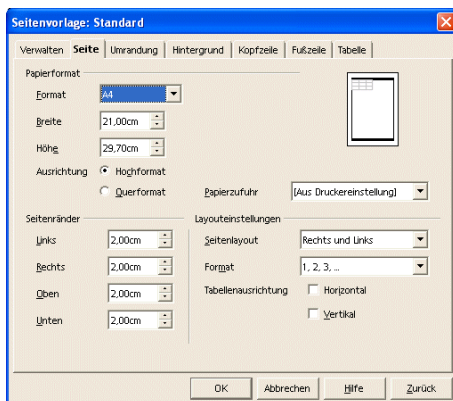 Seitenvorlage: Standard
Verwalten Seite Umrandung Hintergrund Kopfzeile Fußzeile Tabelle
Papierformat
Format A4
Breite 21,00cm
Höhe 29,70cm
Ausrichtung Hochformat
Querformat Papierzufuhr [Aus Druckereinstellung]
Seitenränder Layouteinstellungen
Links 2,00cm Seitenlayout Rechts und Links
Rechts 2,00cm Format 1, 2, 3, ...
Oben 2,00cm Tabellenausrichtung Horizontal
Unten 2,00cm Vertikal
OK Abbrechen Hilfe Zurück